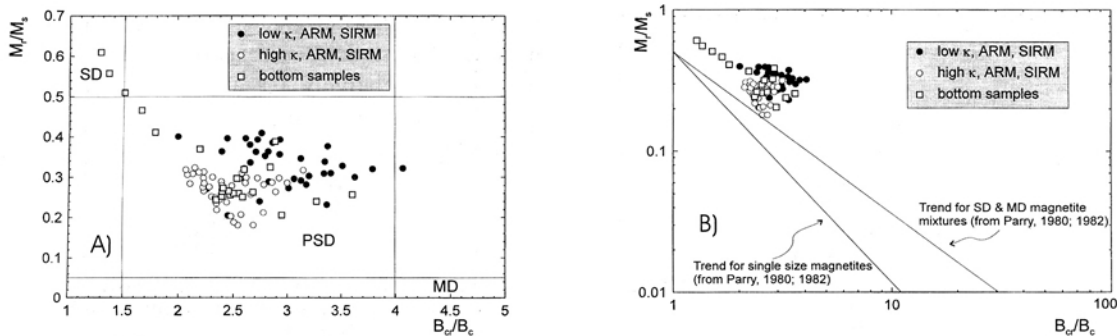 Mr/Ms
0.7
0.6
0.5
0.4
0.3
0.2
0.1
0
SD
low κ, ARM, SIRM
high κ, ARM, SIRM
bottom samples
A)
PSD
MD
1
1.5
2
2.5
3
3.5
4
4.5
5
Bcr/Bc
Mr/Ms
1
0.1
0.01
low κ, ARM, SIRM
high κ, ARM, SIRM
bottom samples
B)
Trend for SD & MD magnetite
mixtures (from Parry, 1980; 1982)
Trend for single size magnetites
(from Parry, 1980; 1982)
1
10
100
Bcr/Bc